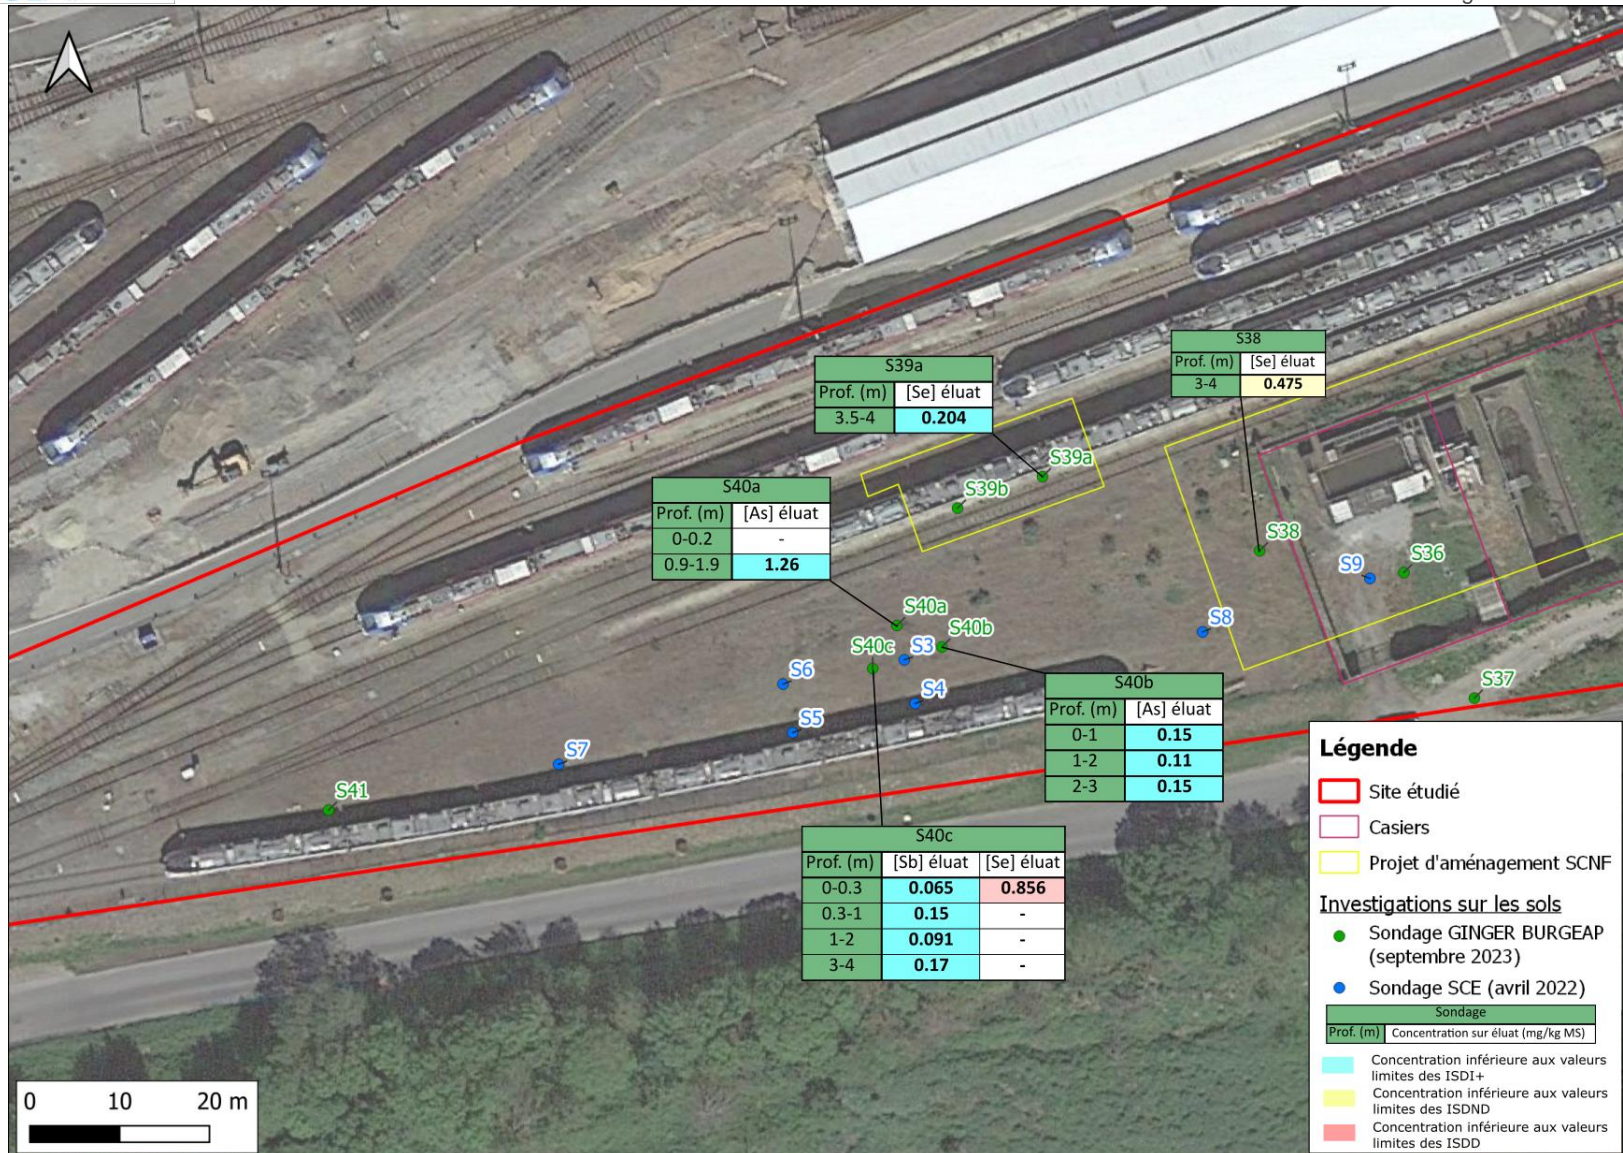 S38
Prof. (m) [Se] éluat
3-4 0.475
S39a
Prof. (m) [Se] éluat
3.5-4 0.204
S39a
S39b
S40a
Prof. (m) [As] éluat
0-0.2 -
0.9-1.9 1.26
S38
S36
S9
S40a
S8
S40b
S40c
S3
S6
S4
S37
S5
S7
S41
S40b
Prof. (m) [As] éluat
0-1 0.15
1-2 0.11
2-3 0.15
S40c
Prof. (m) [Sb] éluat [Se] éluat
0-0.3 0.065 0.856
0.3-1 0.15 -
1-2 0.091 -
3-4 0.17 -
Légende
Site étudié
Casiers
Projet d'aménagement SCNF
Investigations sur les sols
Sondage GINGER BURGEAP
(septembre 2023)
Sondage SCE (avril 2022)
Sondage
Prof. (m) Concentration sur éluat (mg/kg MS)
Concentration inférieure aux valeurs
limites des ISDI+
Concentration inférieure aux valeurs
limites des ISDND
Concentration inférieure aux valeurs
limites des ISDD
0 10 20 m